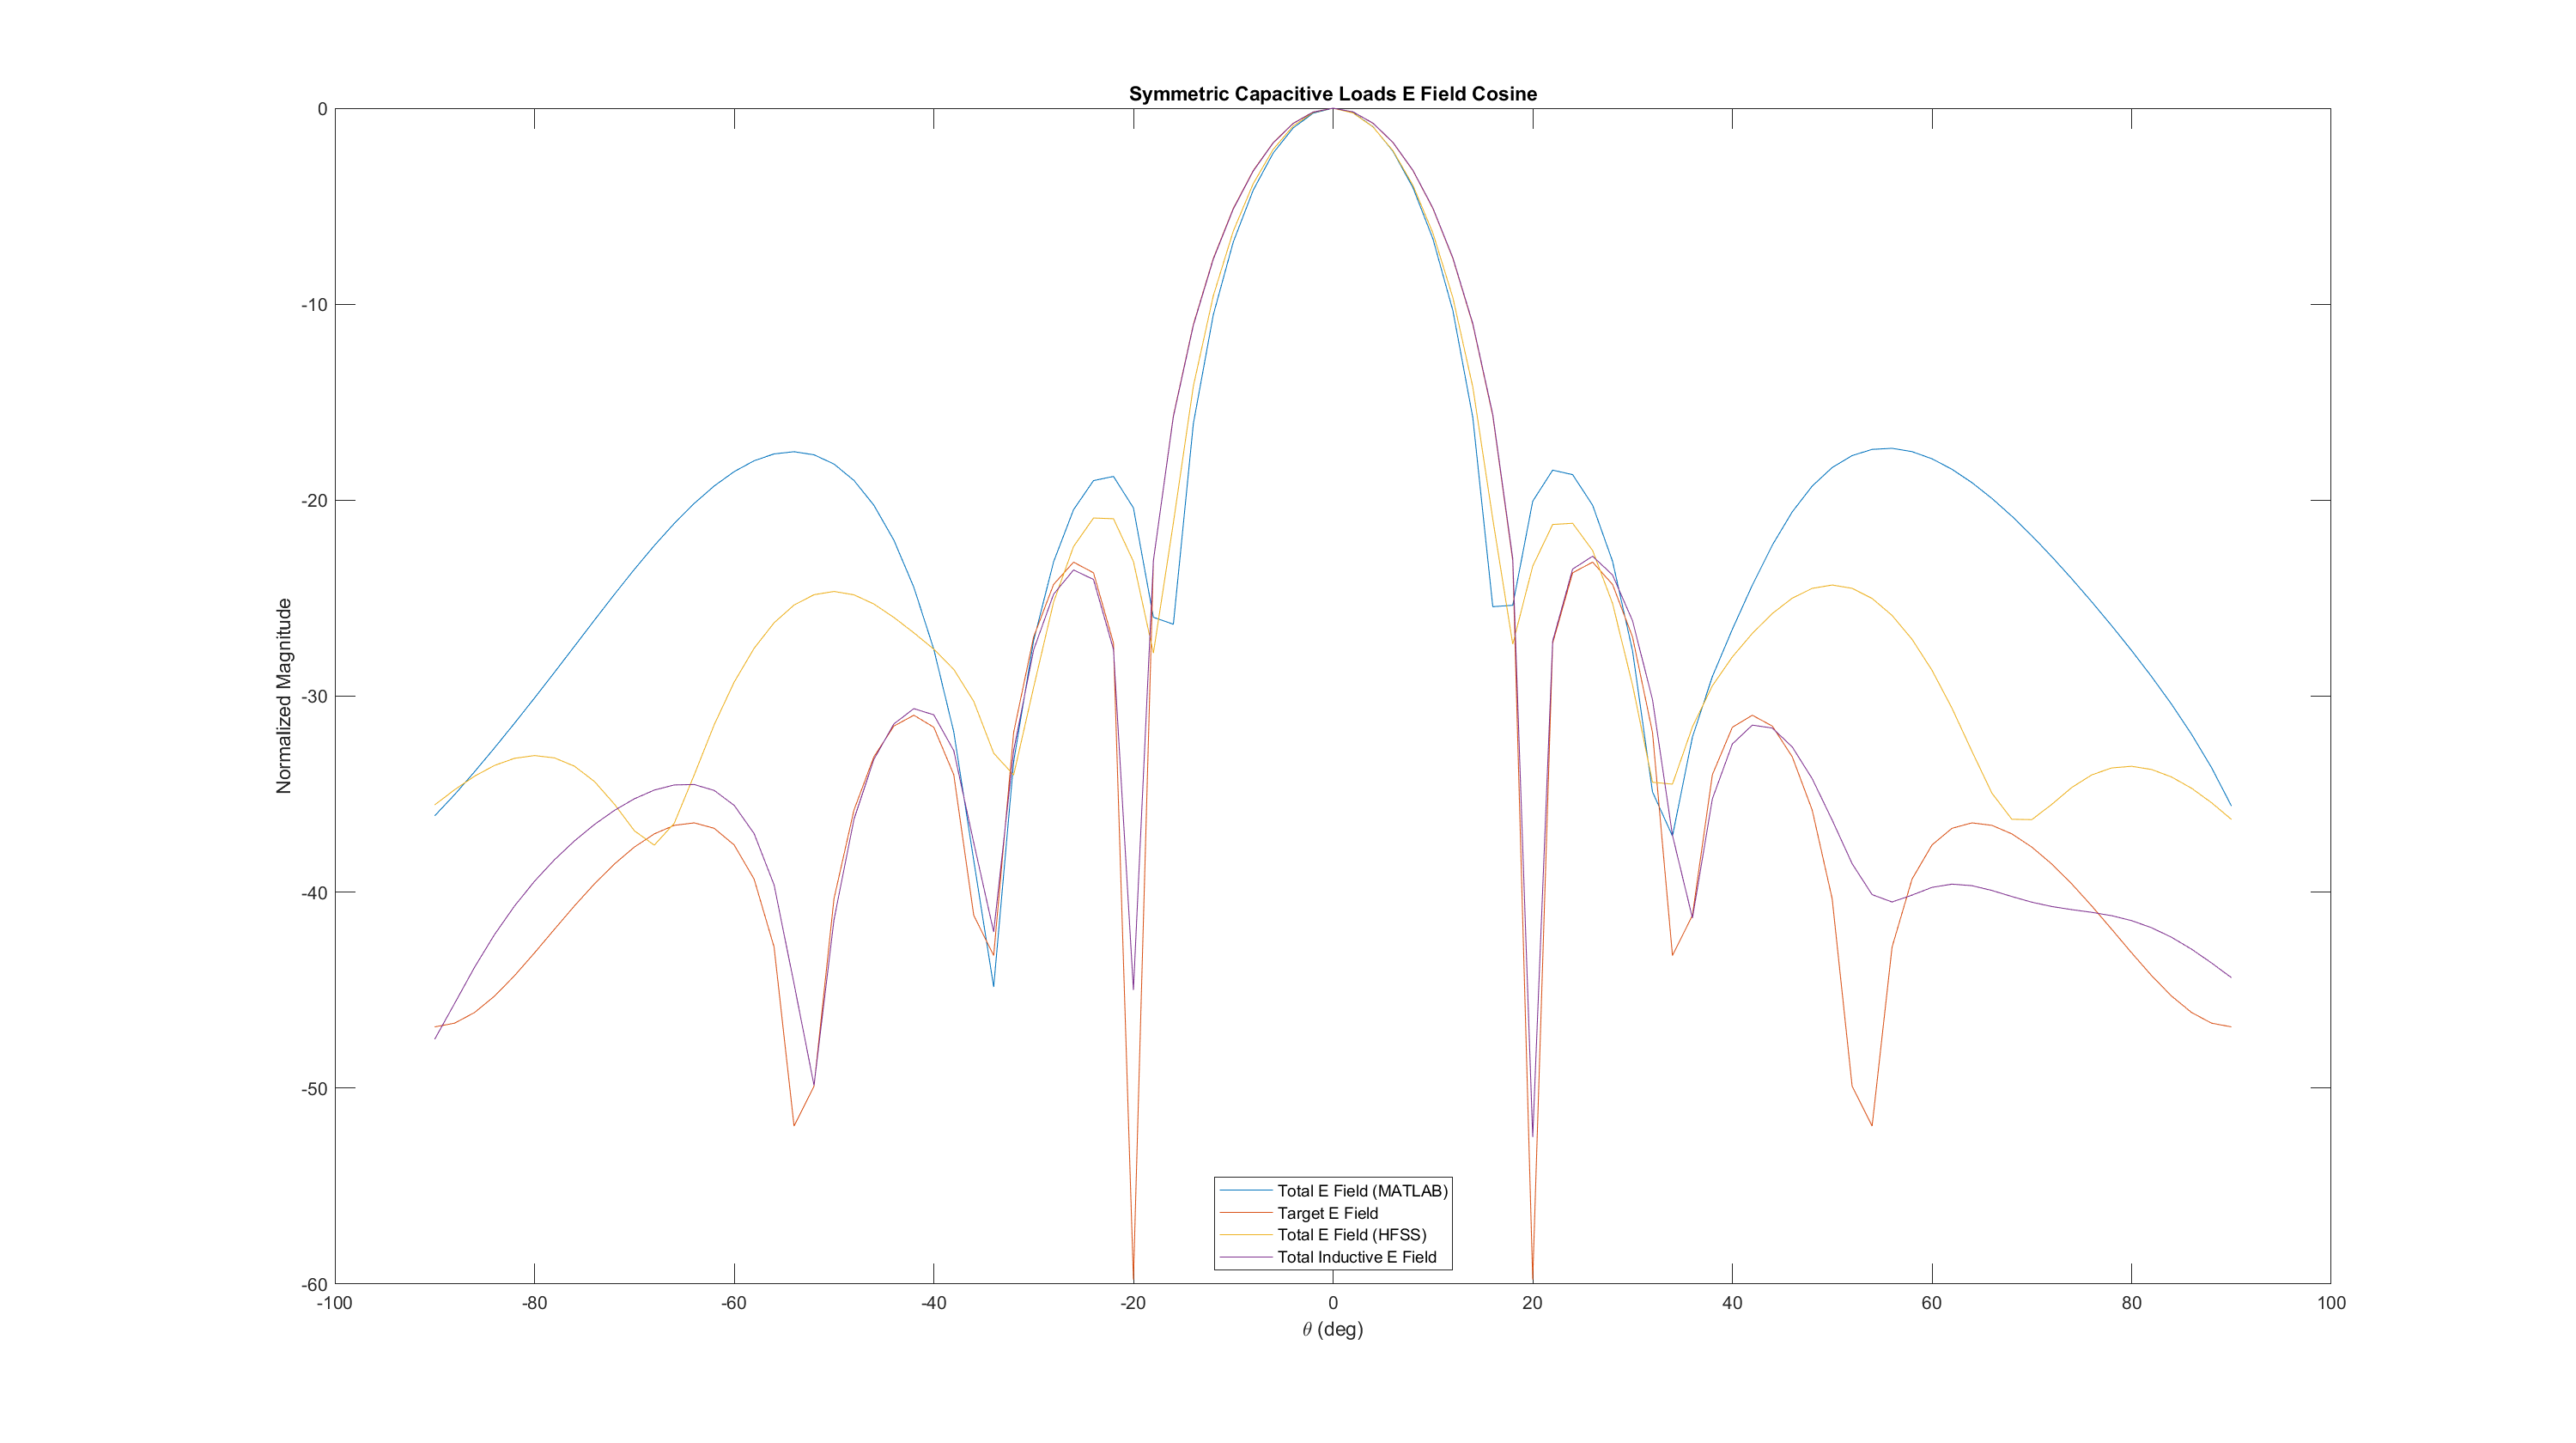 Symmetric Capacitive Loads E Field Cosine
0
-10
-20
-30
-40
-50
-60
Normalized Magnitude
-100
-80
-60
-40
-20
0
20
40
60
80
100
θ (deg)
Total E Field (MATLAB)
Target E Field
Total E Field (HFSS)
Total Inductive E Field